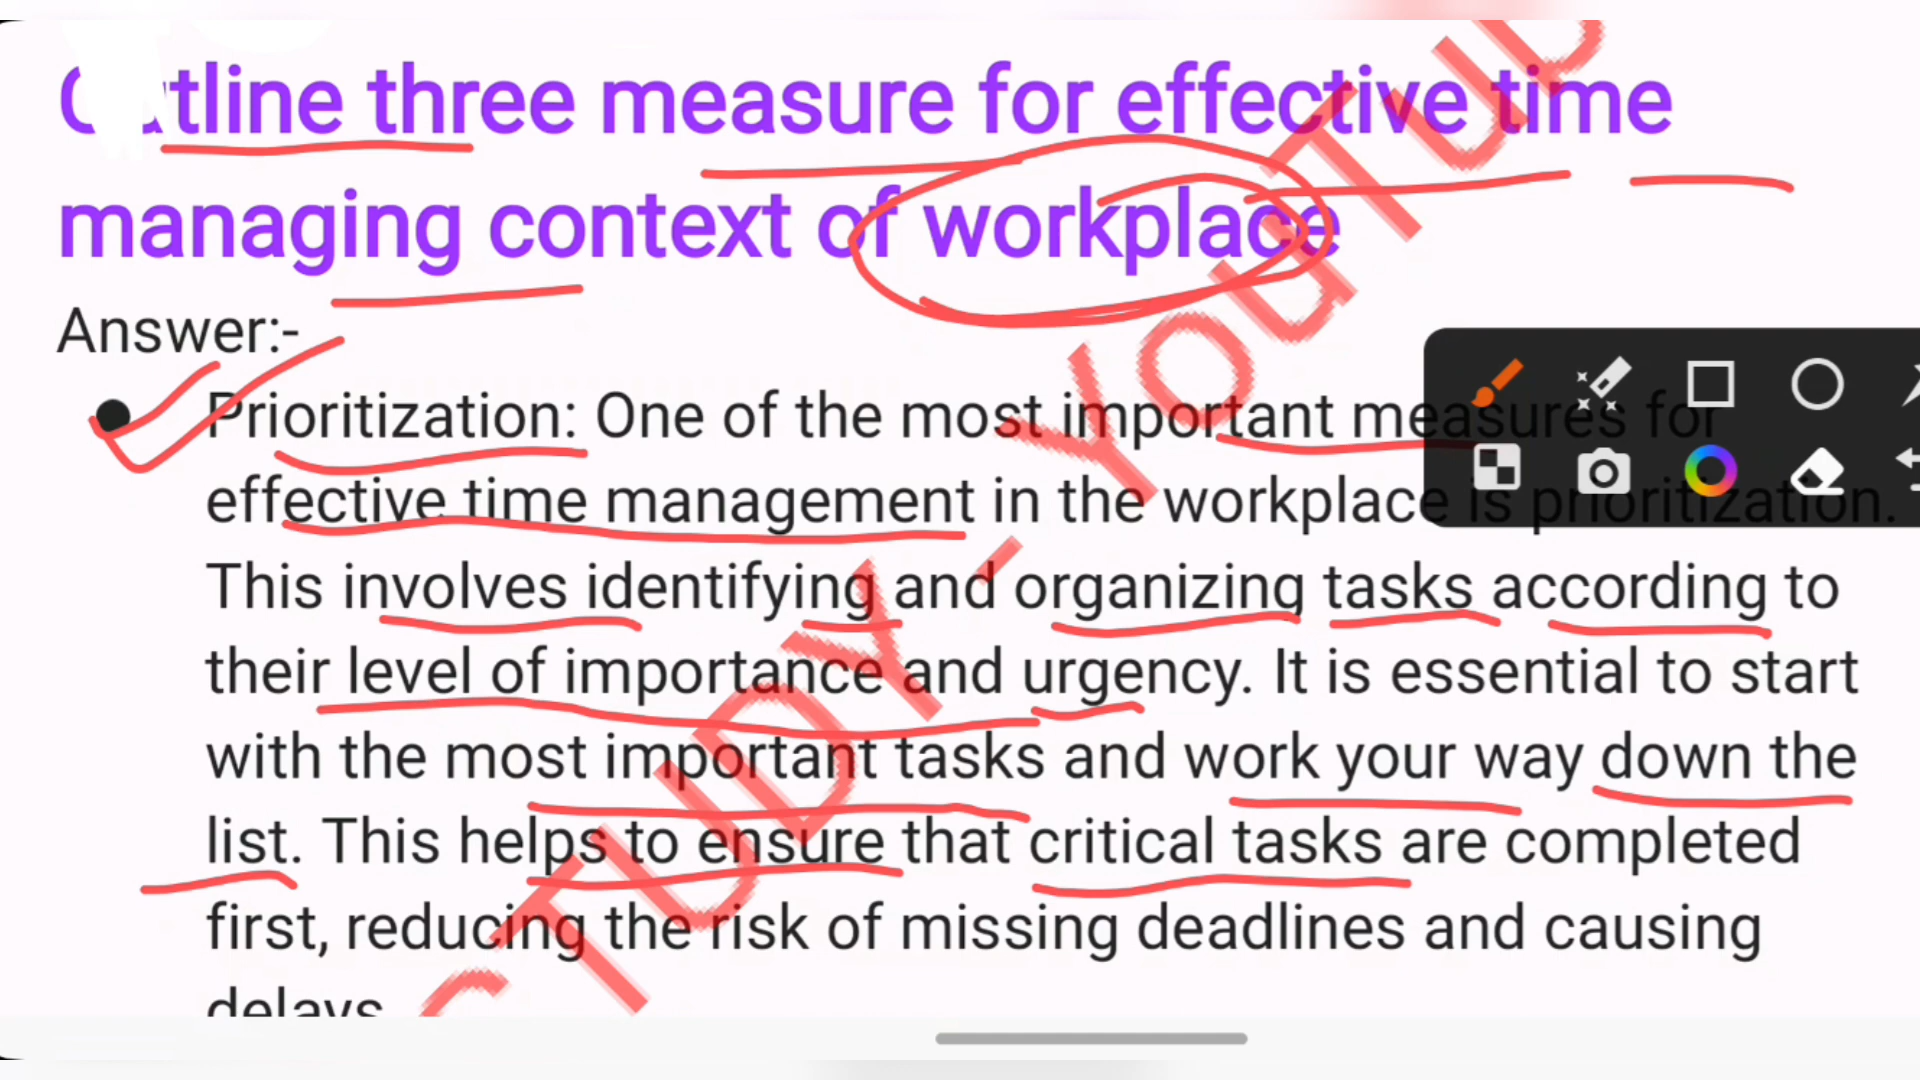 Outline three measure for effective time
managing context of workplace
Answer:-
Prioritization: One of the most important measures for
effective time management in the workplace is prioritization.
This involves identifying and organizing tasks according to
their level of importance and urgency. It is essential to start
with the most important tasks and work your way down the
list. This helps to ensure that critical tasks are completed
first, reducing the risk of missing deadlines and causing
delays
STUDY - YOUTUB